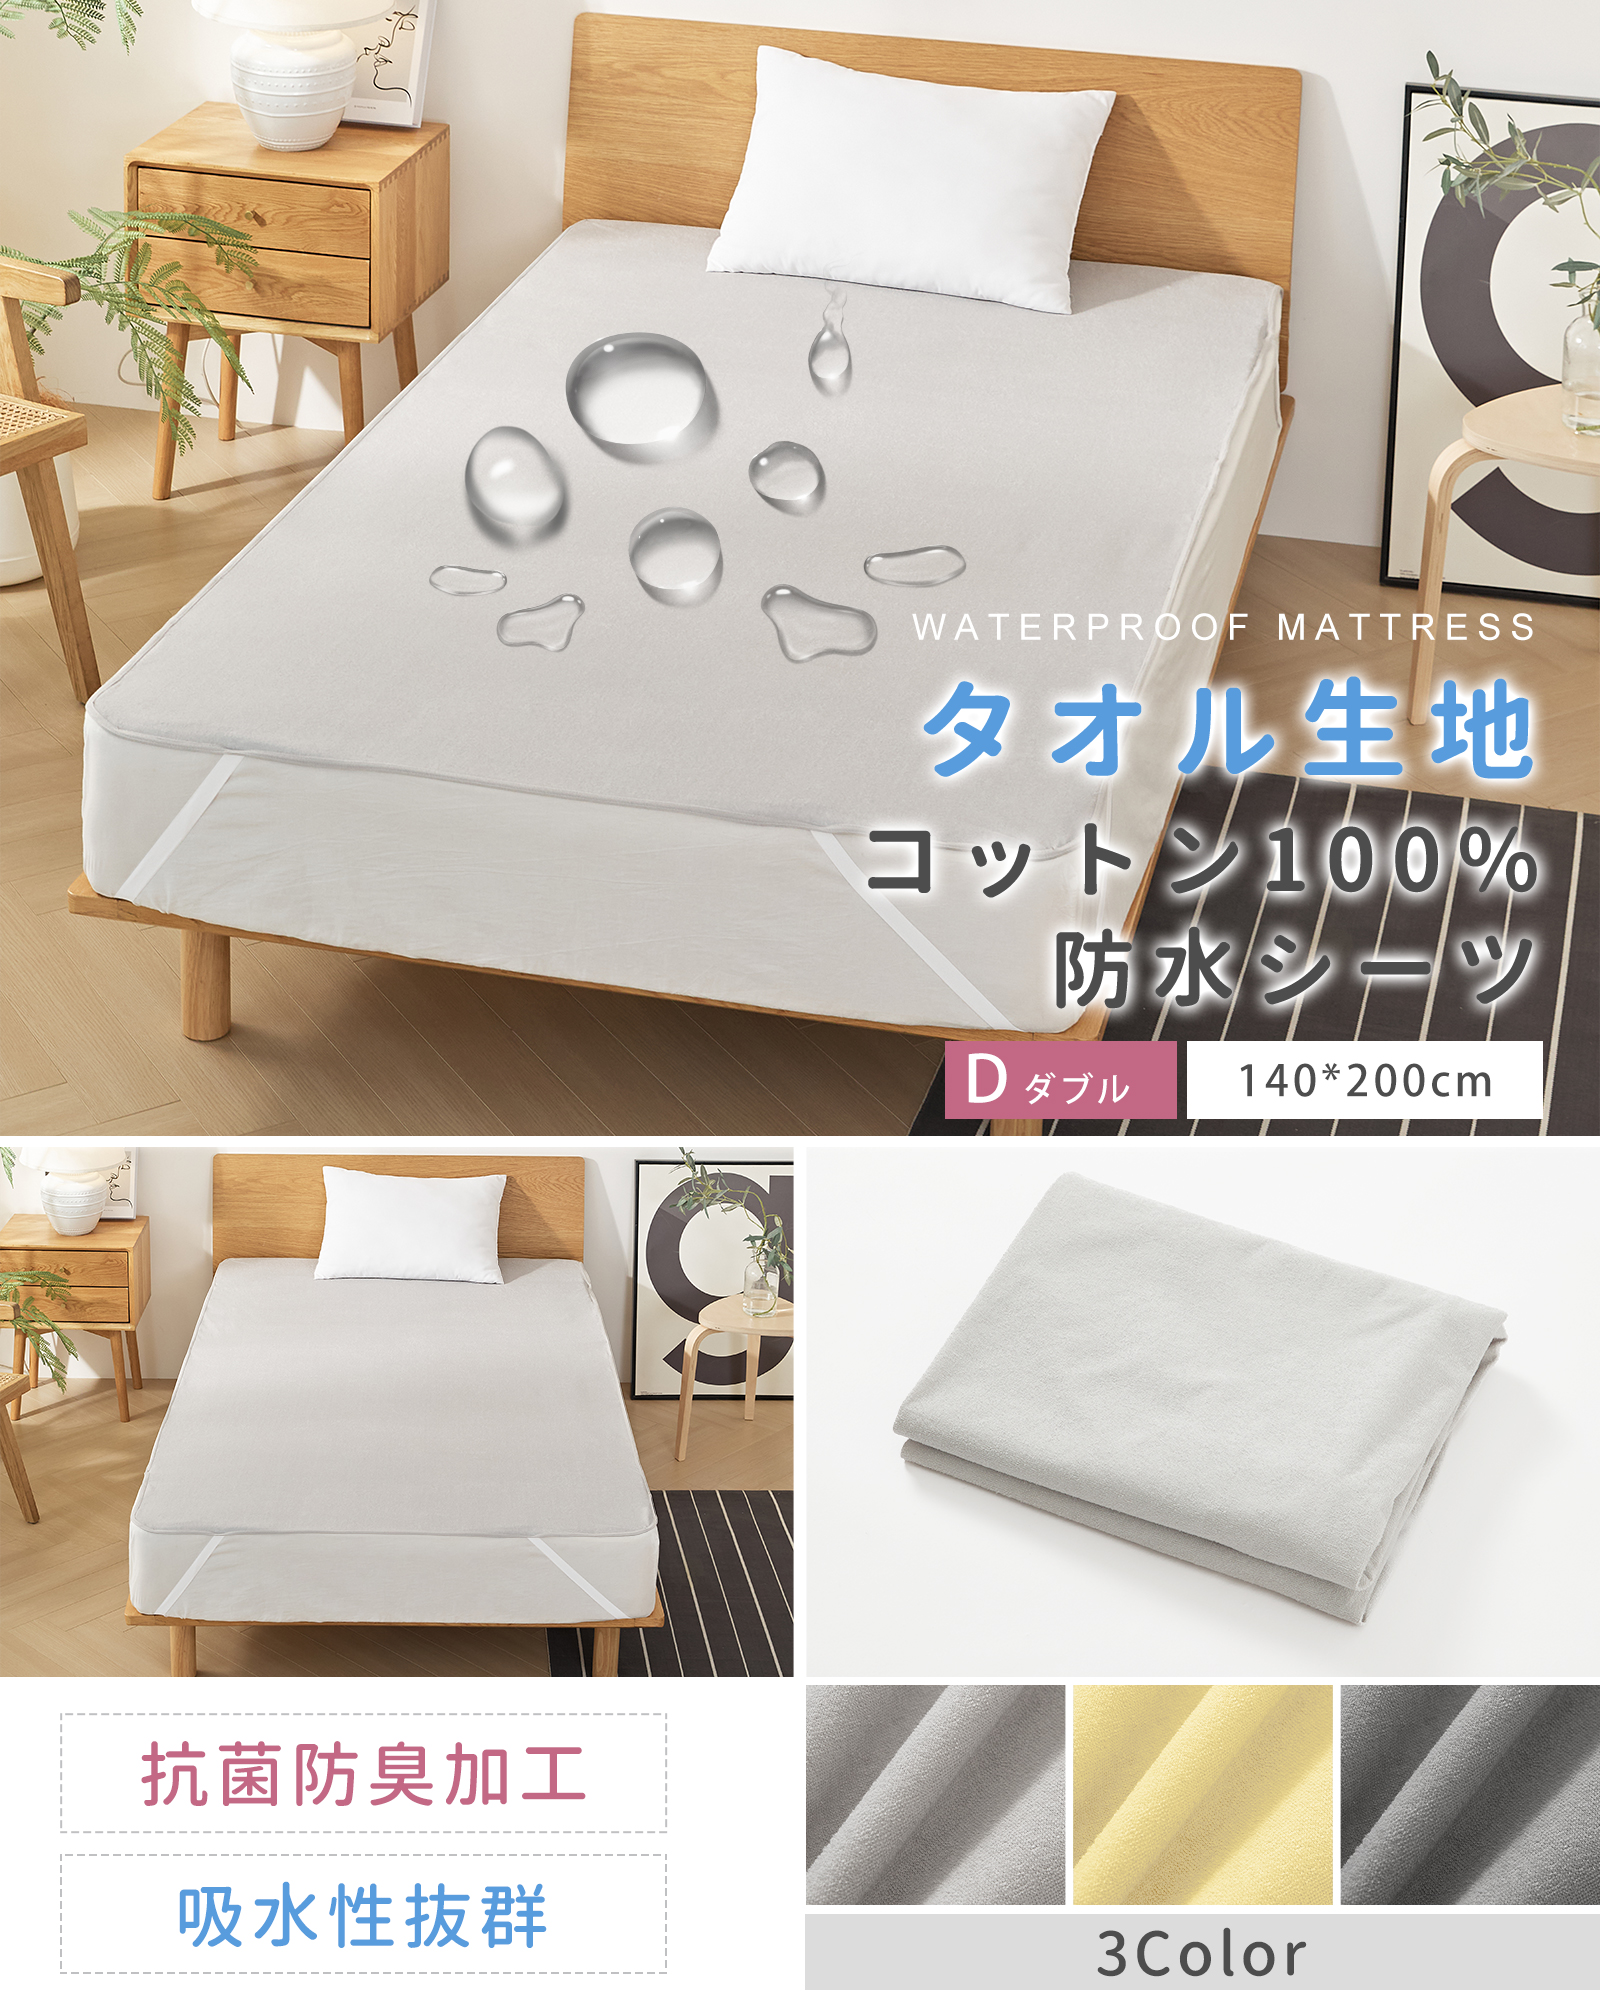 WATERPROOF MATTRESS
タオル生地
コットン100%
防水シーツ
D ダブル
140*200cm
抗菌防臭加工
吸水性抜群
3Color